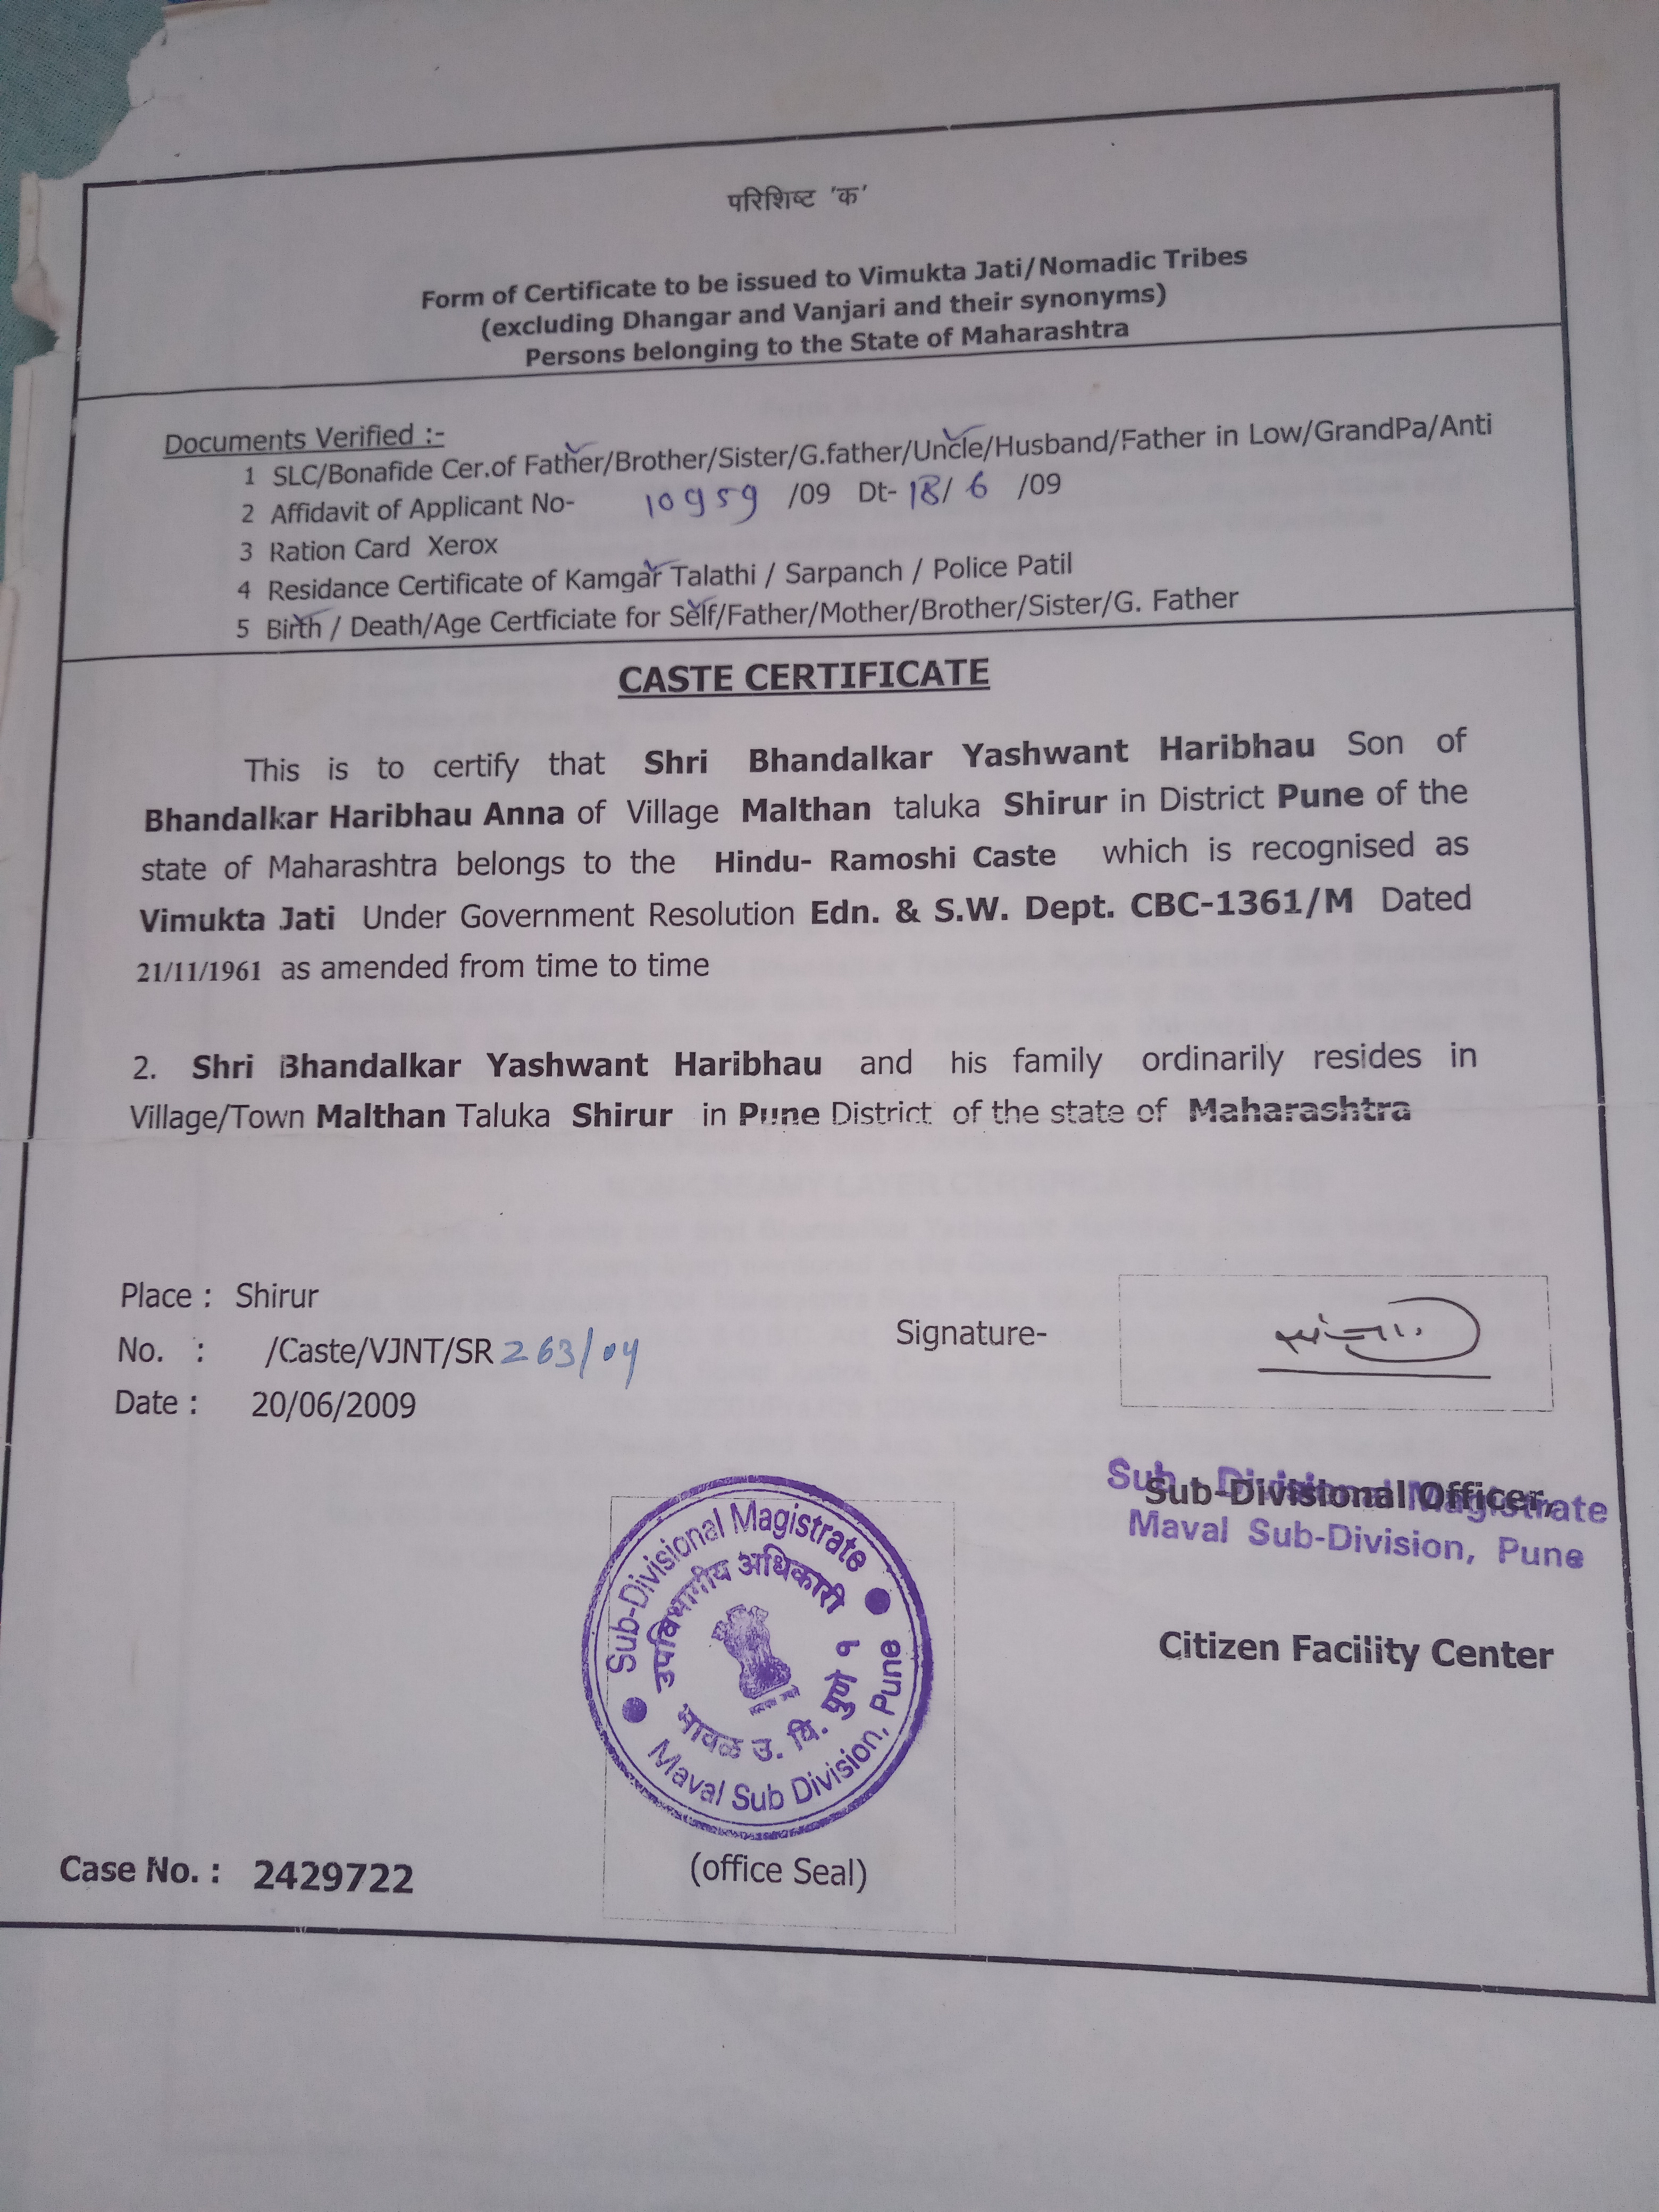 परिशिष्ट 'क'
Form of Certificate to be issued to Vimukta Jati/Nomadic Tribes
(excluding Dhangar and Vanjari and their synonyms)
Persons belonging to the State of Maharashtra
Documents Verified :-
1 SLC/Bonafide Cer.of Father/Brother/Sister/G.father/Uncle/Husband/Father in Low/GrandPa/Anti
2 Affidavit of Applicant No- 10959 /09 Dt- 18/ 6 /09
3 Ration Card Xerox
4 Residance Certificate of Kamgar Talathi / Sarpanch / Police Patil
5 Birth / Death/Age Certficiate for Self/Father/Mother/Brother/Sister/G. Father
CASTE CERTIFICATE
This is to certify that Shri Bhandalkar Yashwant Haribhau Son of
Bhandalkar Haribhau Anna of Village Malthan taluka Shirur in District Pune of the
state of Maharashtra belongs to the Hindu- Ramoshi Caste which is recognised as
Vimukta Jati Under Government Resolution Edn. & S.W. Dept. CBC-1361/M Dated
21/11/1961 as amended from time to time
2. Shri Bhandalkar Yashwant Haribhau and his family ordinarily resides in
Village/Town Malthan Taluka Shirur in Pune District of the state of Maharashtra
Place : Shirur
No. : /Caste/VJNT/SR 263/09
Date : 20/06/2009
Signature-
Sub-Divisional Officer,
Sub - Divisional Magistrate
Maval Sub-Division, Pune
Citizen Facility Center
Sub-Divisional Magistrate
उपविभागीय अधिकारी
मावळ उ. वि. पुणे १
Maval Sub Division, Pune
(office Seal)
Case No. : 2429722